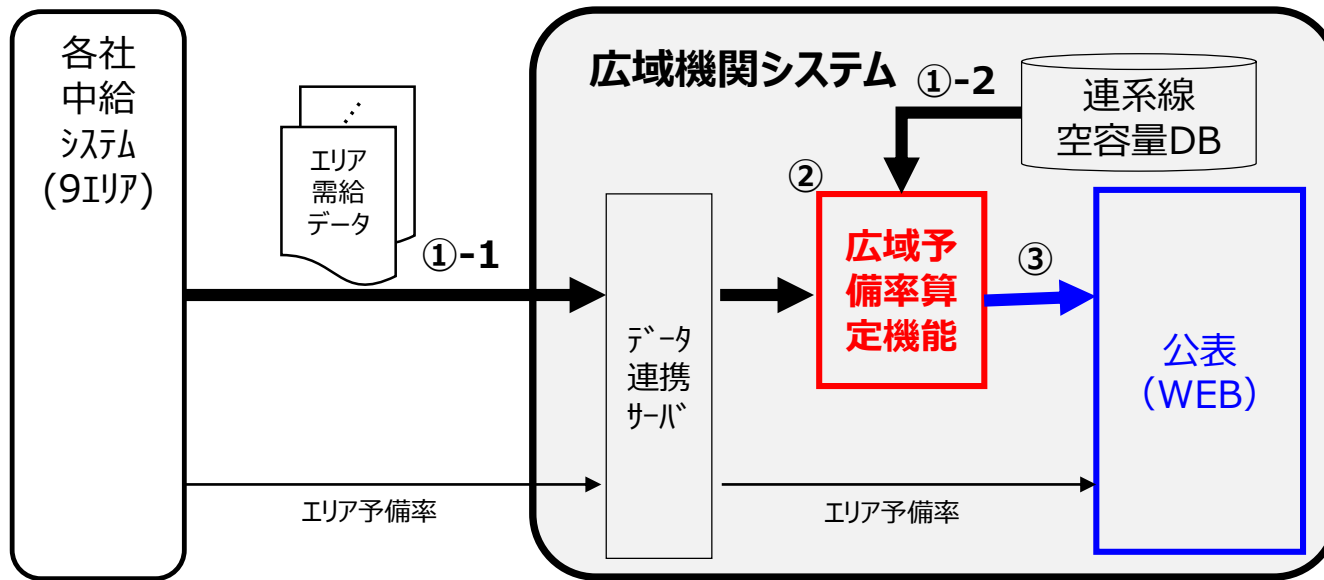 各社
中給
ｼｽﾃﾑ
(9ｴﾘｱ)
︙
エリア
需給
データ
①-1
広域機関システム
①-2
連系線
空容量DB
②
広域予
備率算
定機能
③
ﾃﾞｰﾀ
連携
ｻｰﾊﾞ
公表
（WEB）
ｴﾘｱ予備率
ｴﾘｱ予備率